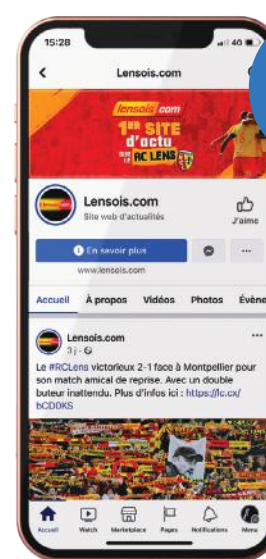 15:28
4G
Lensois.com
lensois com
1ER SITE
d'actu
SUR LE RC LENS
Lensois.com
Site web d'actualités
J'aime
En savoir plus
www.lensois.com
Accueil À propos Vidéos Photos Évène
Lensois.com
3 j
Le #RCLens victorieux 2-1 face à Montpellier pour
son match amical de reprise. Avec un double
buteur inattendu. Plus d'infos ici : https://lc.cx/
bCD0KS
Accueil Watch Marketplace Pages Notifications Menu